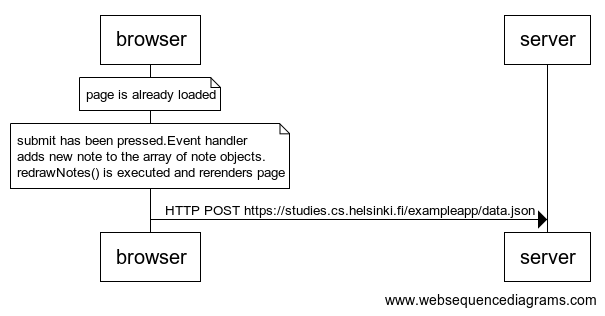 browser
server
page is already loaded
submit has been pressed.Event handler
adds new note to the array of note objects.
redrawNotes() is executed and rerenders page
HTTP POST https://studies.cs.helsinki.fi/exampleapp/data.json
browser
server
www.websequencediagrams.com